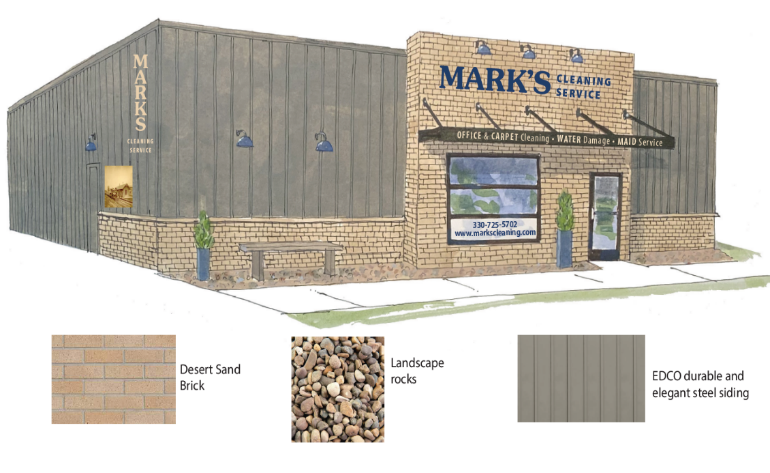 MARKS
CLEANING
SERVICE
MARK'S CLEANING
SERVICE
OFFICE & CARPET Cleaning • WATER Damage • MAID Service
330-725-5702
www.markscleaning.com
Desert Sand
Brick
Landscape
rocks
EDCO durable and
elegant steel siding